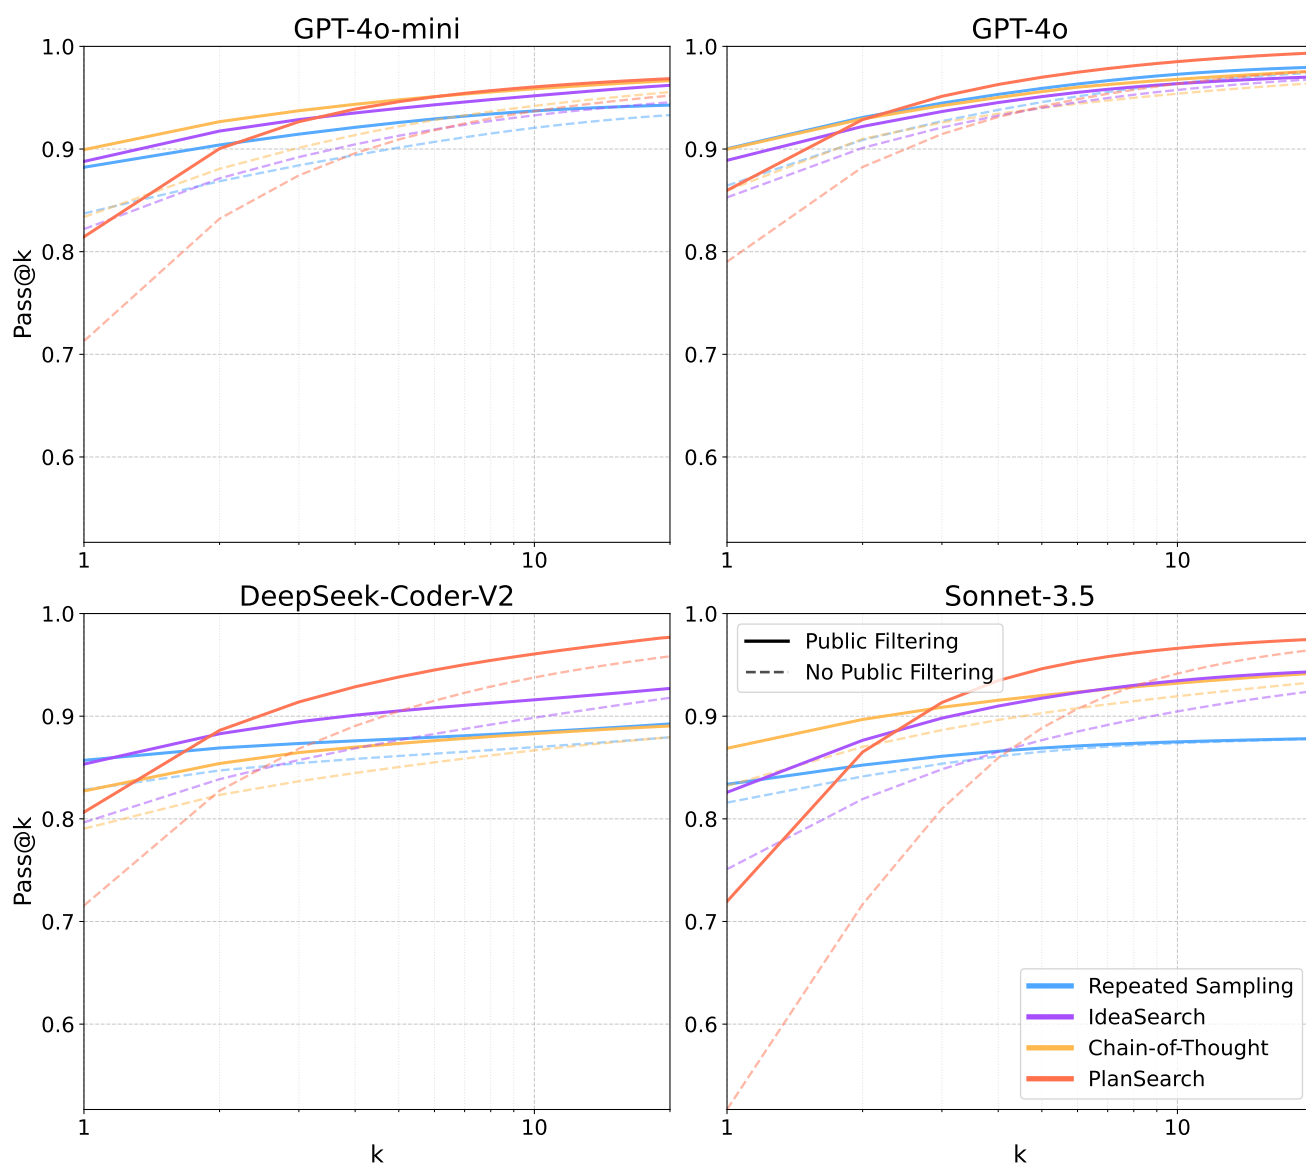 GPT-4o-mini
GPT-4o
1.0
0.9
0.8
0.7
0.6
Pass@k
1
10
1.0
0.9
0.8
0.7
0.6
1
10
DeepSeek-Coder-V2
Sonnet-3.5
1.0
0.9
0.8
0.7
0.6
Pass@k
1
10
k
1.0
0.9
0.8
0.7
0.6
Public Filtering
No Public Filtering
Repeated Sampling
IdeaSearch
Chain-of-Thought
PlanSearch
1
10
k